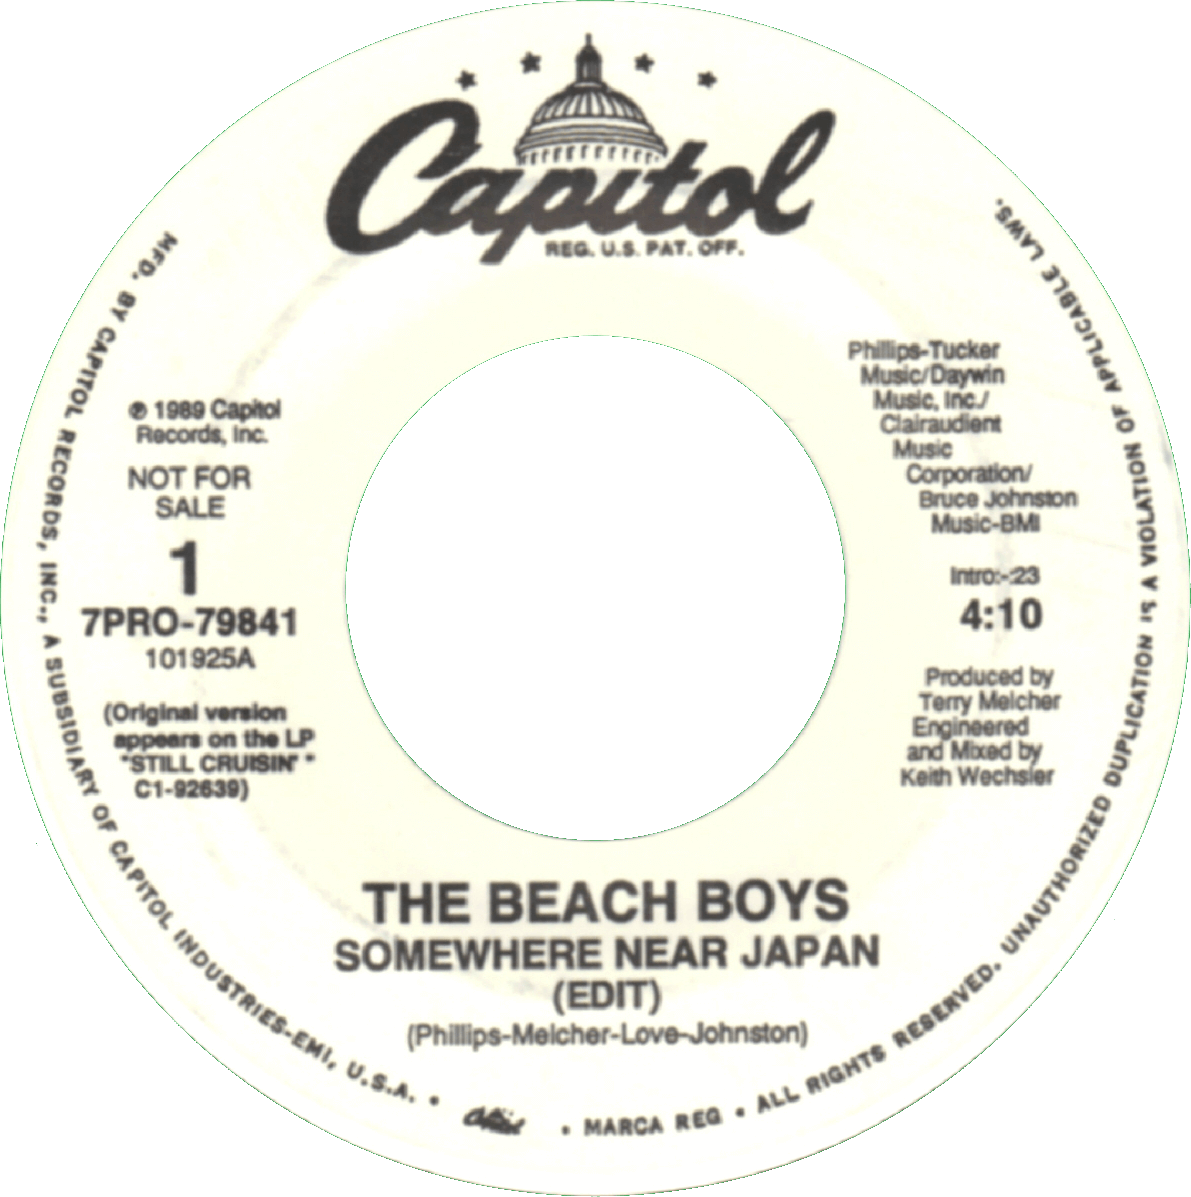 Capitol
REG. U.S. PAT. OFF.
MFD. BY CAPITOL RECORDS, INC., A SUBSIDIARY OF CAPITOL INDUSTRIES-EMI, U.S.A. • Capitol • MARCA REG • ALL RIGHTS RESERVED. UNAUTHORIZED DUPLICATION IS A VIOLATION OF APPLICABLE LAWS.
℗ 1989 Capitol
Records, Inc.
NOT FOR
SALE
1
7PRO-79841
101925A
(Original version
appears on the LP
"STILL CRUISIN' "
C1-92639)
Phillips-Tucker
Music/Daywin
Music, Inc./
Clairaudient
Music
Corporation/
Bruce Johnston
Music-BMI
Intro:-:23
4:10
Produced by
Terry Melcher
Engineered
and Mixed by
Keith Wechsler
THE BEACH BOYS
SOMEWHERE NEAR JAPAN
(EDIT)
(Phillips-Melcher-Love-Johnston)